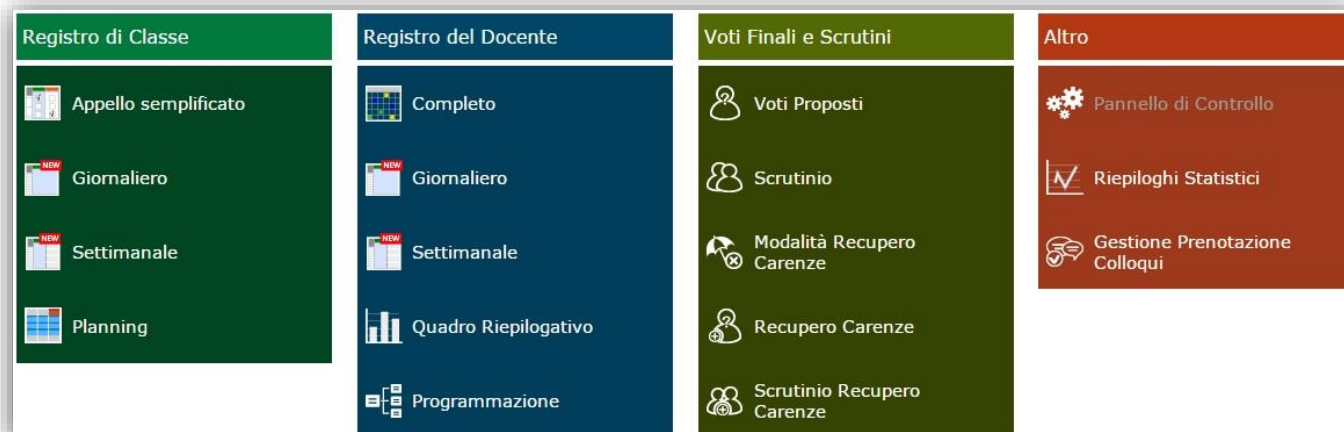 Registro di Classe
Appello semplificato
NEW
Giornaliero
NEW
Settimanale
Planning
Registro del Docente
Completo
NEW
Giornaliero
NEW
Settimanale
Quadro Riepilogativo
Programmazione
Voti Finali e Scrutini
Voti Proposti
Scrutinio
Modalità Recupero
Carenze
Recupero Carenze
Scrutinio Recupero
Carenze
Altro
Pannello di Controllo
Riepiloghi Statistici
Gestione Prenotazione
Colloqui